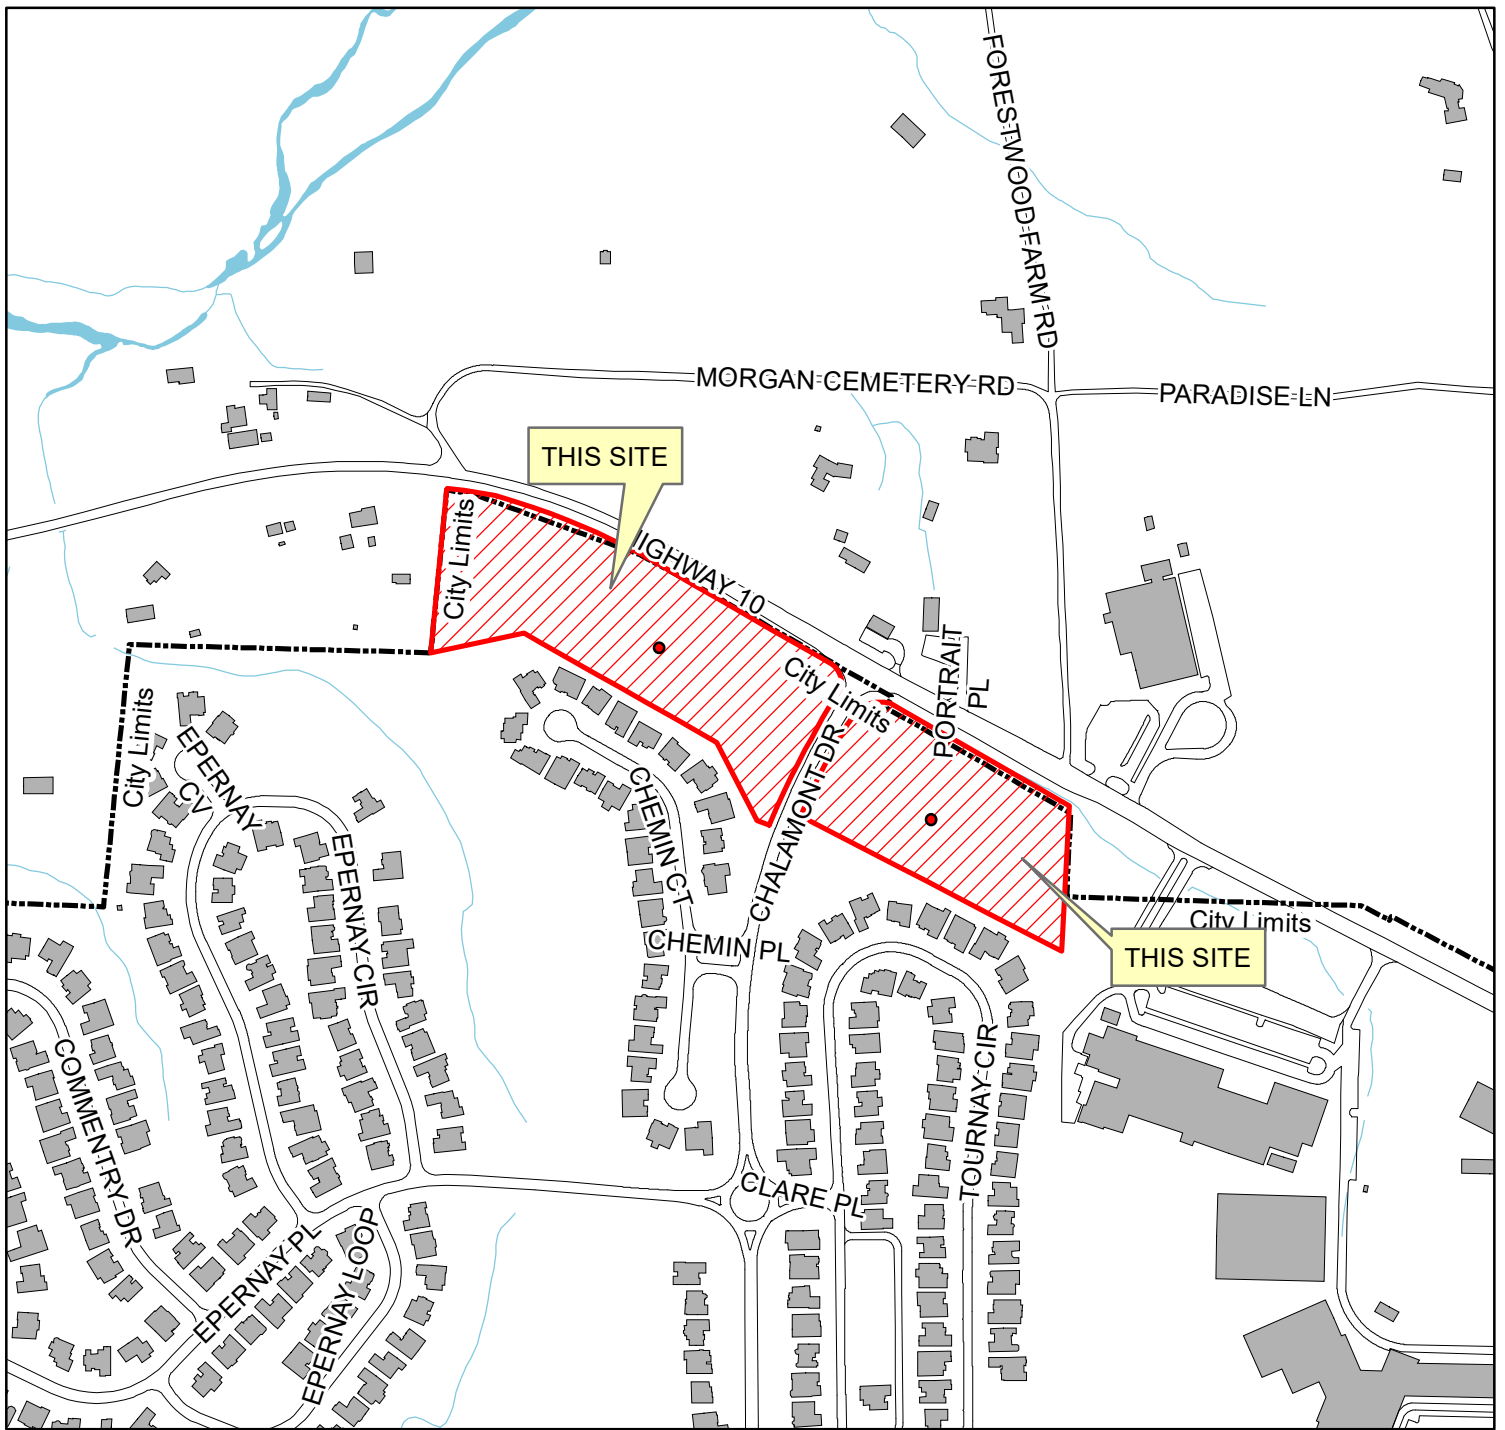 FORESTWOOD FARM RD
MORGAN CEMETERY RD
PARADISE LN
THIS SITE
City Limits
HIGHWAY 10
PORTRAIT
PL
City Limits
City Limits
EPERNAY
CV
CHEMIN CT
CHALAMONT DR
EPERNAY CIR
City Limits
CHEMIN PL
THIS SITE
COMMENTRY DR
TOURNAY CIR
CLARE PL
EPERNAY PL
EPERNAY LOOP